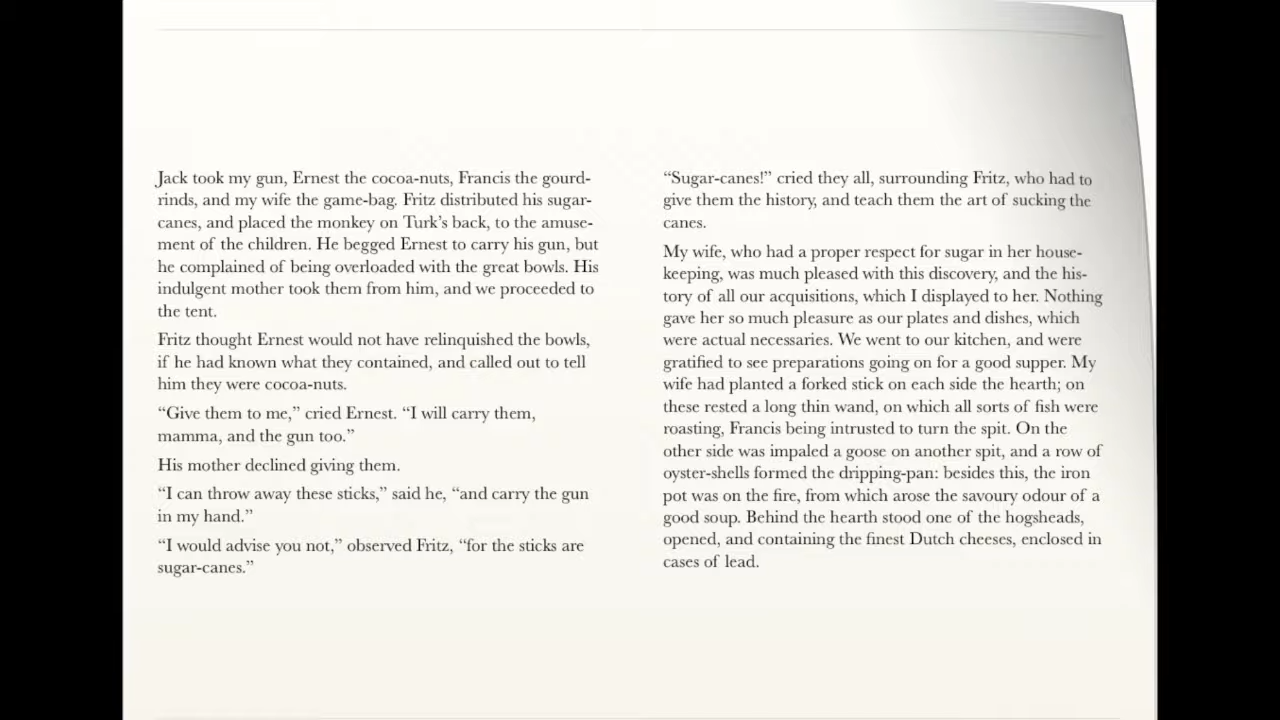 Jack took my gun, Ernest the cocoa-nuts, Francis the gourd-
rinds, and my wife the game-bag. Fritz distributed his sugar-
canes, and placed the monkey on Turk’s back, to the amuse-
ment of the children. He begged Ernest to carry his gun, but
he complained of being overloaded with the great bowls. His
indulgent mother took them from him, and we proceeded to
the tent.
Fritz thought Ernest would not have relinquished the bowls,
if he had known what they contained, and called out to tell
him they were cocoa-nuts.
“Give them to me,” cried Ernest. “I will carry them,
mamma, and the gun too.”
His mother declined giving them.
“I can throw away these sticks,” said he, “and carry the gun
in my hand.”
“I would advise you not,” observed Fritz, “for the sticks are
sugar-canes.”
“Sugar-canes!” cried they all, surrounding Fritz, who had to
give them the history, and teach them the art of sucking the
canes.
My wife, who had a proper respect for sugar in her house-
keeping, was much pleased with this discovery, and the his-
tory of all our acquisitions, which I displayed to her. Nothing
gave her so much pleasure as our plates and dishes, which
were actual necessaries. We went to our kitchen, and were
gratified to see preparations going on for a good supper. My
wife had planted a forked stick on each side the hearth; on
these rested a long thin wand, on which all sorts of fish were
roasting, Francis being intrusted to turn the spit. On the
other side was impaled a goose on another spit, and a row of
oyster-shells formed the dripping-pan: besides this, the iron
pot was on the fire, from which arose the savoury odour of a
good soup. Behind the hearth stood one of the hogsheads,
opened, and containing the finest Dutch cheeses, enclosed in
cases of lead.